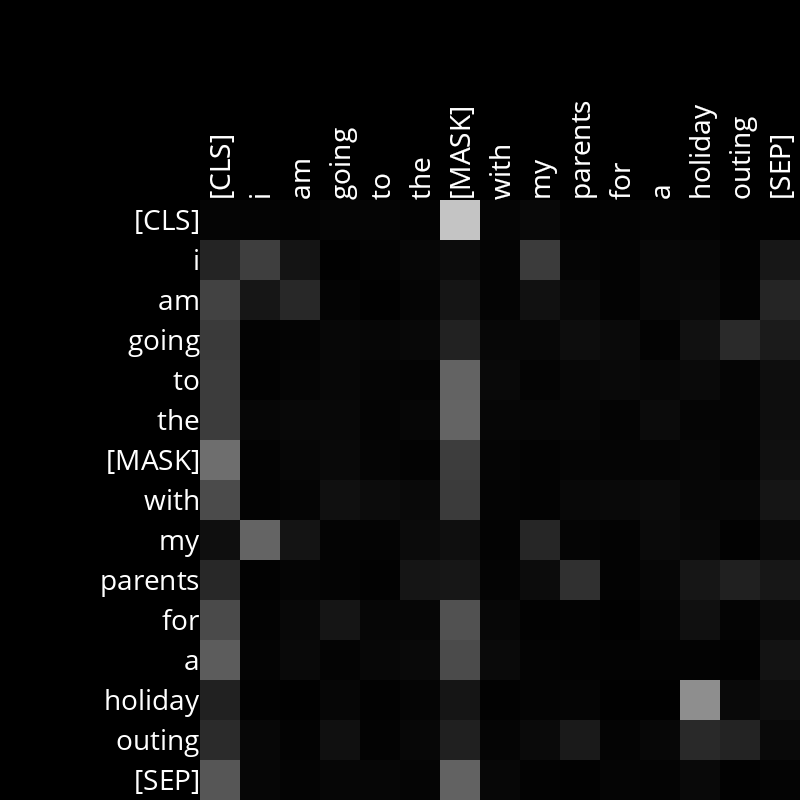 [CLS] i am going to the [MASK] with my parents for a holiday outing [SEP]
[CLS]
i
am
going
to
the
[MASK]
with
my
parents
for
a
holiday
outing
[SEP]